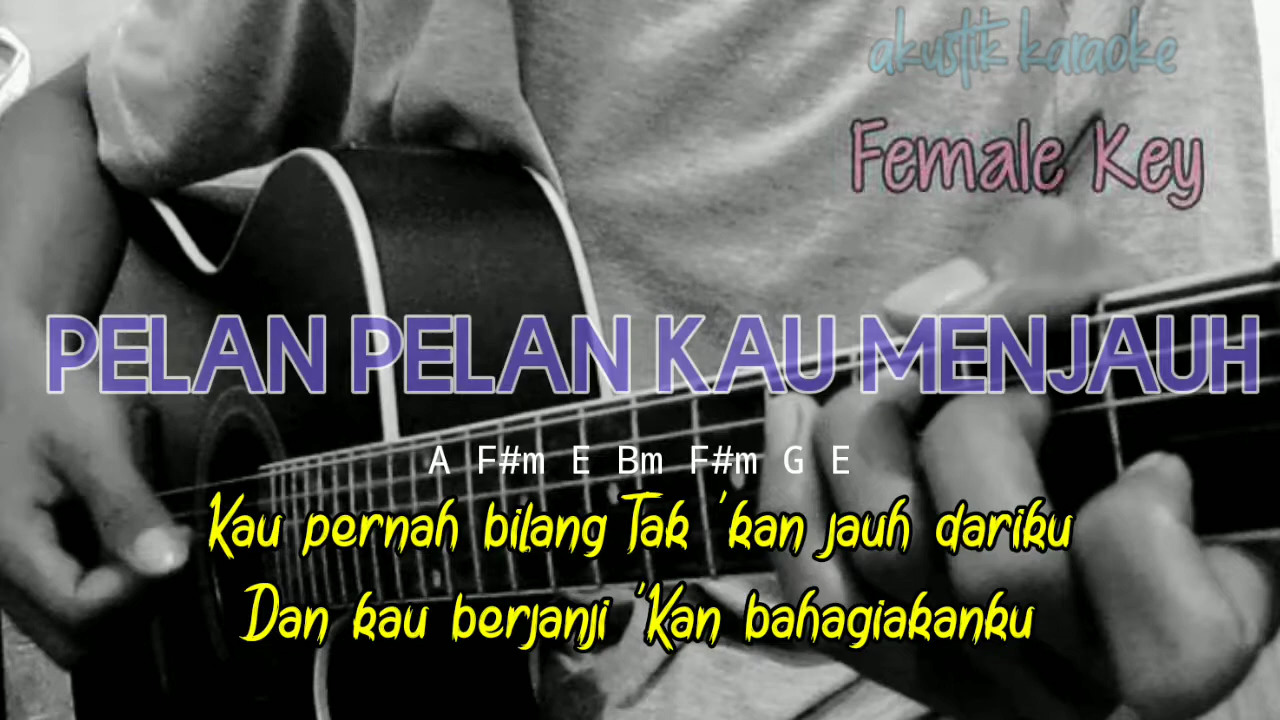 akustik karaoke
Female Key
PELAN PELAN KAU MENJAUH
A F#m E Bm F#m G E
Kau pernah bilang Tak 'kan jauh dariku
Dan kau berjanji 'Kan bahagiakanku